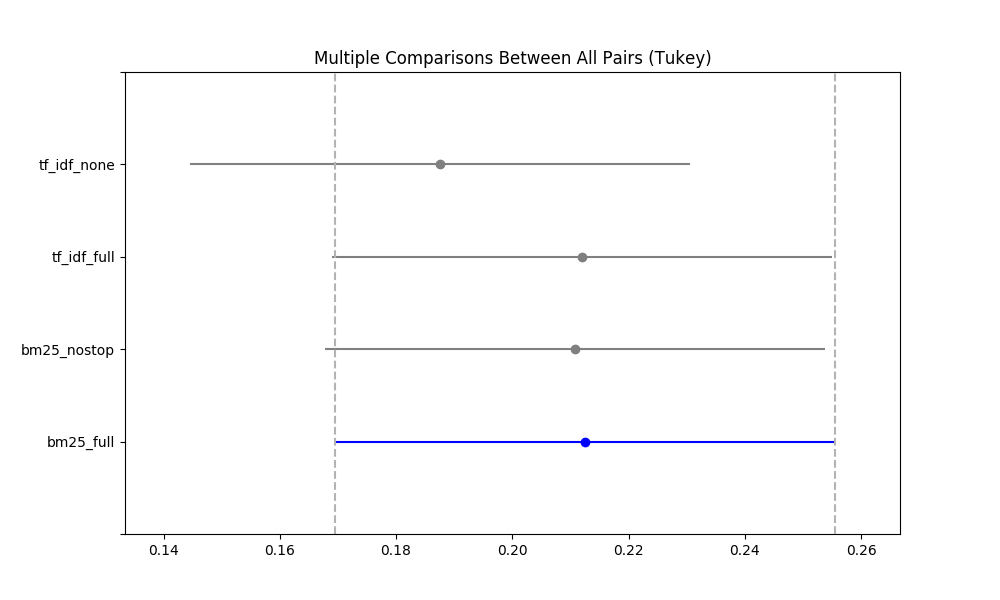 Multiple Comparisons Between All Pairs (Tukey)
tf_idf_none
tf_idf_full
bm25_nostop
bm25_full
0.14 0.16 0.18 0.20 0.22 0.24 0.26